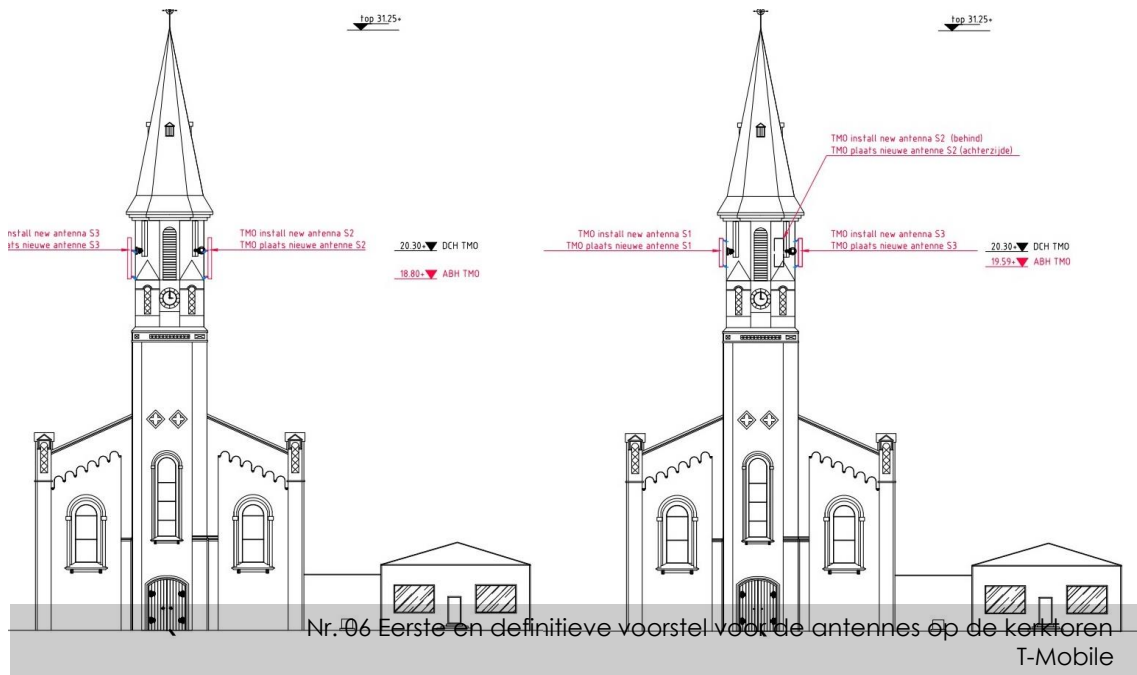 top 31.25+
top 31.25+
TMO install new antenna S2 (behind)
TMO plaats nieuwe antenne S2 (achterzijde)
nstall new antenna S3
ats nieuwe antenne S3
TMO install new antenna S2
TMO plaats nieuwe antenne S2
20.30+ DCH TMO
18.80+ ABH TMO
TMO install new antenna S1
TMO plaats nieuwe antenne S1
TMO install new antenna S3
TMO plaats nieuwe antenne S3
20.30+ DCH TMO
19.59+ ABH TMO
Nr. 06 Eerste en definitieve voorstel voor de antennes op de kerktoren
T-Mobile